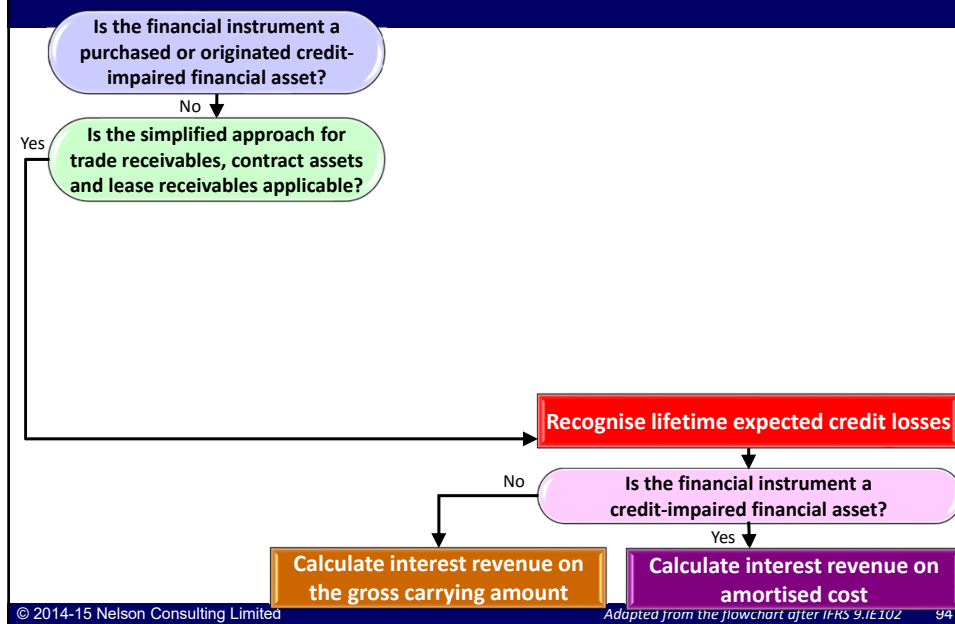 Is the financial instrument a
purchased or originated credit-
impaired financial asset?
No
Yes
Is the simplified approach for
trade receivables, contract assets
and lease receivables applicable?
Recognise lifetime expected credit losses
No
Is the financial instrument a
credit-impaired financial asset?
Yes
Calculate interest revenue on
the gross carrying amount
Calculate interest revenue on
amortised cost
© 2014-15 Nelson Consulting Limited
Adapted from the flowchart after IFRS 9.IE102
94